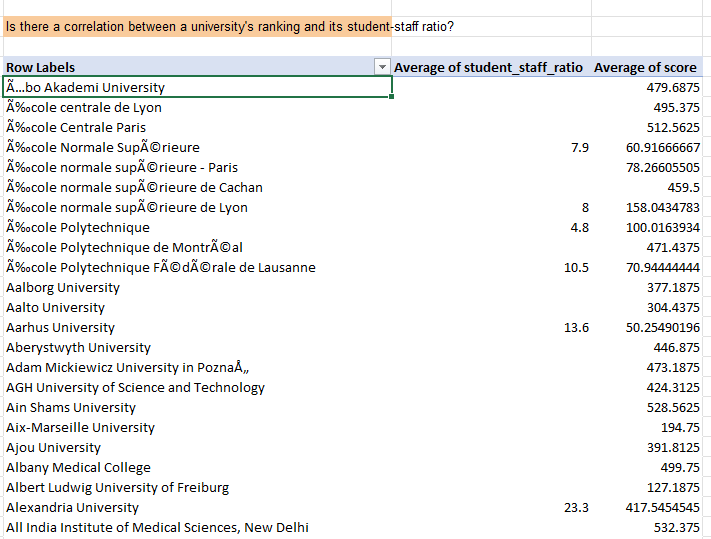 Is there a correlation between a university's ranking and its student-staff ratio?
Row Labels Average of student_staff_ratio Average of score
Ã…bo Akademi University 479.6875
Ã‰cole centrale de Lyon 495.375
Ã‰cole Centrale Paris 512.5625
Ã‰cole Normale SupÃ©rieure 7.9 60.91666667
Ã‰cole normale supÃ©rieure - Paris 78.26605505
Ã‰cole normale supÃ©rieure de Cachan 459.5
Ã‰cole normale supÃ©rieure de Lyon 8 158.0434783
Ã‰cole Polytechnique 4.8 100.0163934
Ã‰cole Polytechnique de MontrÃ©al 471.4375
Ã‰cole Polytechnique FÃ©dÃ©rale de Lausanne 10.5 70.94444444
Aalborg University 377.1875
Aalto University 304.4375
Aarhus University 13.6 50.25490196
Aberystwyth University 446.875
Adam Mickiewicz University in PoznaÅ„ 473.1875
AGH University of Science and Technology 424.3125
Ain Shams University 528.5625
Aix-Marseille University 194.75
Ajou University 391.8125
Albany Medical College 499.75
Albert Ludwig University of Freiburg 127.1875
Alexandria University 23.3 417.5454545
All India Institute of Medical Sciences, New Delhi 532.375